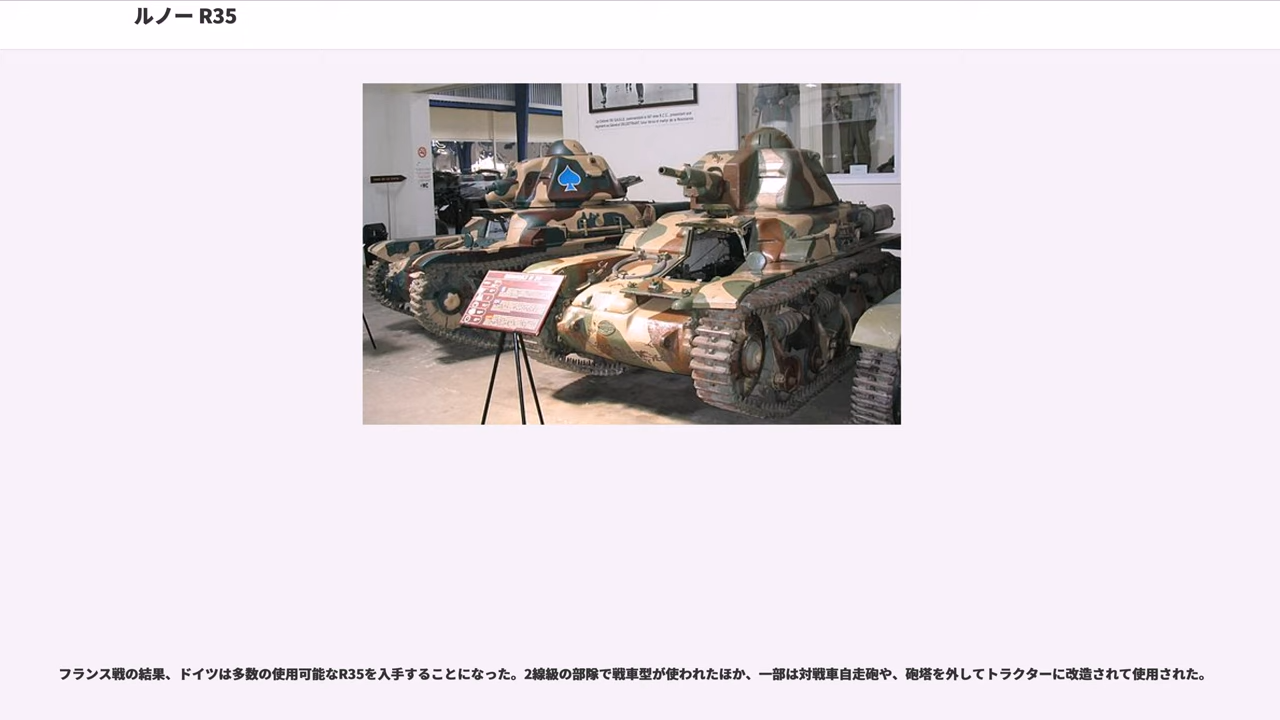 ルノー R35
フランス戦の結果、ドイツは多数の使用可能なR35を入手することになった。2線級の部隊で戦車型が使われたほか、一部は対戦車自走砲や、砲塔を外してトラクターに改造されて使用された。